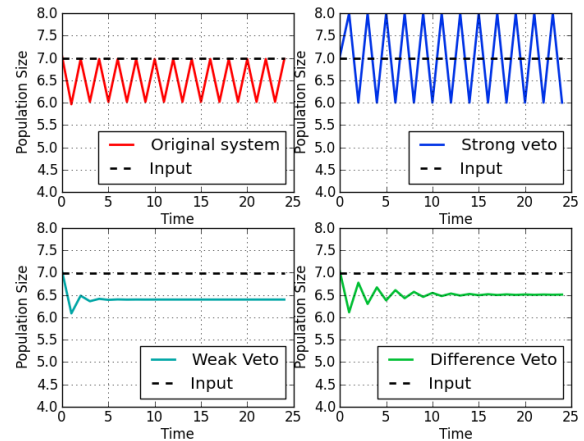 8.0
7.5
7.0
6.5
6.0
5.5
5.0
4.5
4.0
Population Size
Original system
Input
0 5 10 15 20 25
Time
8.0
7.5
7.0
6.5
6.0
5.5
5.0
4.5
4.0
Population Size
Strong veto
Input
0 5 10 15 20 25
Time
8.0
7.5
7.0
6.5
6.0
5.5
5.0
4.5
4.0
Population Size
Weak Veto
Input
0 5 10 15 20 25
Time
8.0
7.5
7.0
6.5
6.0
5.5
5.0
4.5
4.0
Population Size
Difference Veto
Input
0 5 10 15 20 25
Time